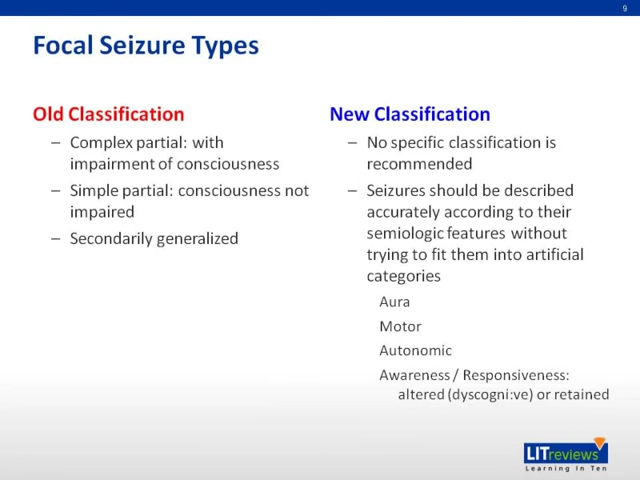 9
Focal Seizure Types
Old Classification
– Complex partial: with
impairment of consciousness
– Simple partial: consciousness not
impaired
– Secondarily generalized
New Classification
– No specific classification is
recommended
– Seizures should be described
accurately according to their
semiologic features without
trying to fit them into artificial
categories
Aura
Motor
Autonomic
Awareness / Responsiveness:
altered (dyscogni:ve) or retained
LITreviews
Learning In Ten